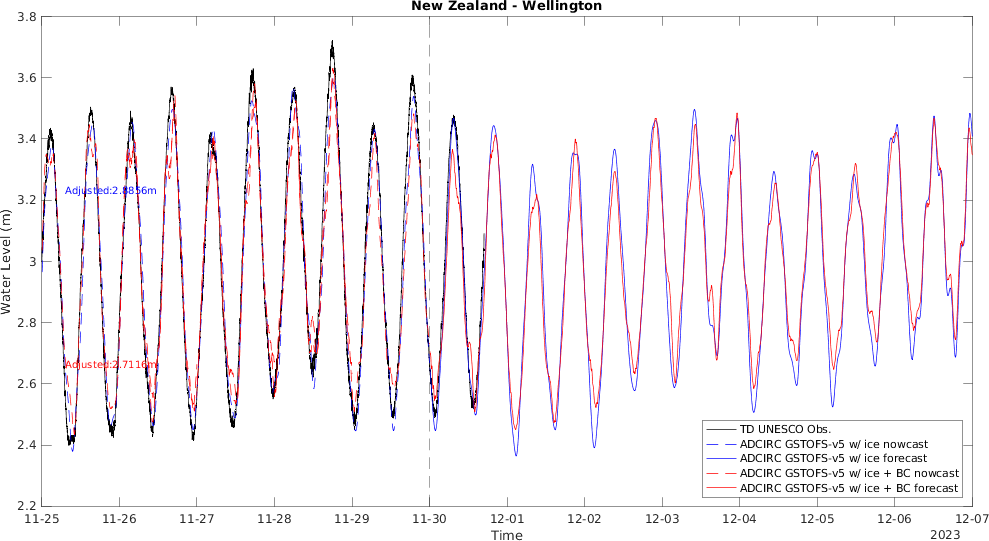 New Zealand - Wellington
3.8
3.6
3.4
3.2
3
2.8
2.6
2.4
2.2
Water Level (m)
Adjusted:2.8856m
Adjusted:2.7116m
TD UNESCO Obs.
ADCIRC GSTOFS-v5 w/ ice nowcast
ADCIRC GSTOFS-v5 w/ ice forecast
ADCIRC GSTOFS-v5 w/ ice + BC nowcast
ADCIRC GSTOFS-v5 w/ ice + BC forecast
11-25 11-26 11-27 11-28 11-29 11-30 12-01 12-02 12-03 12-04 12-05 12-06 12-07
Time
2023